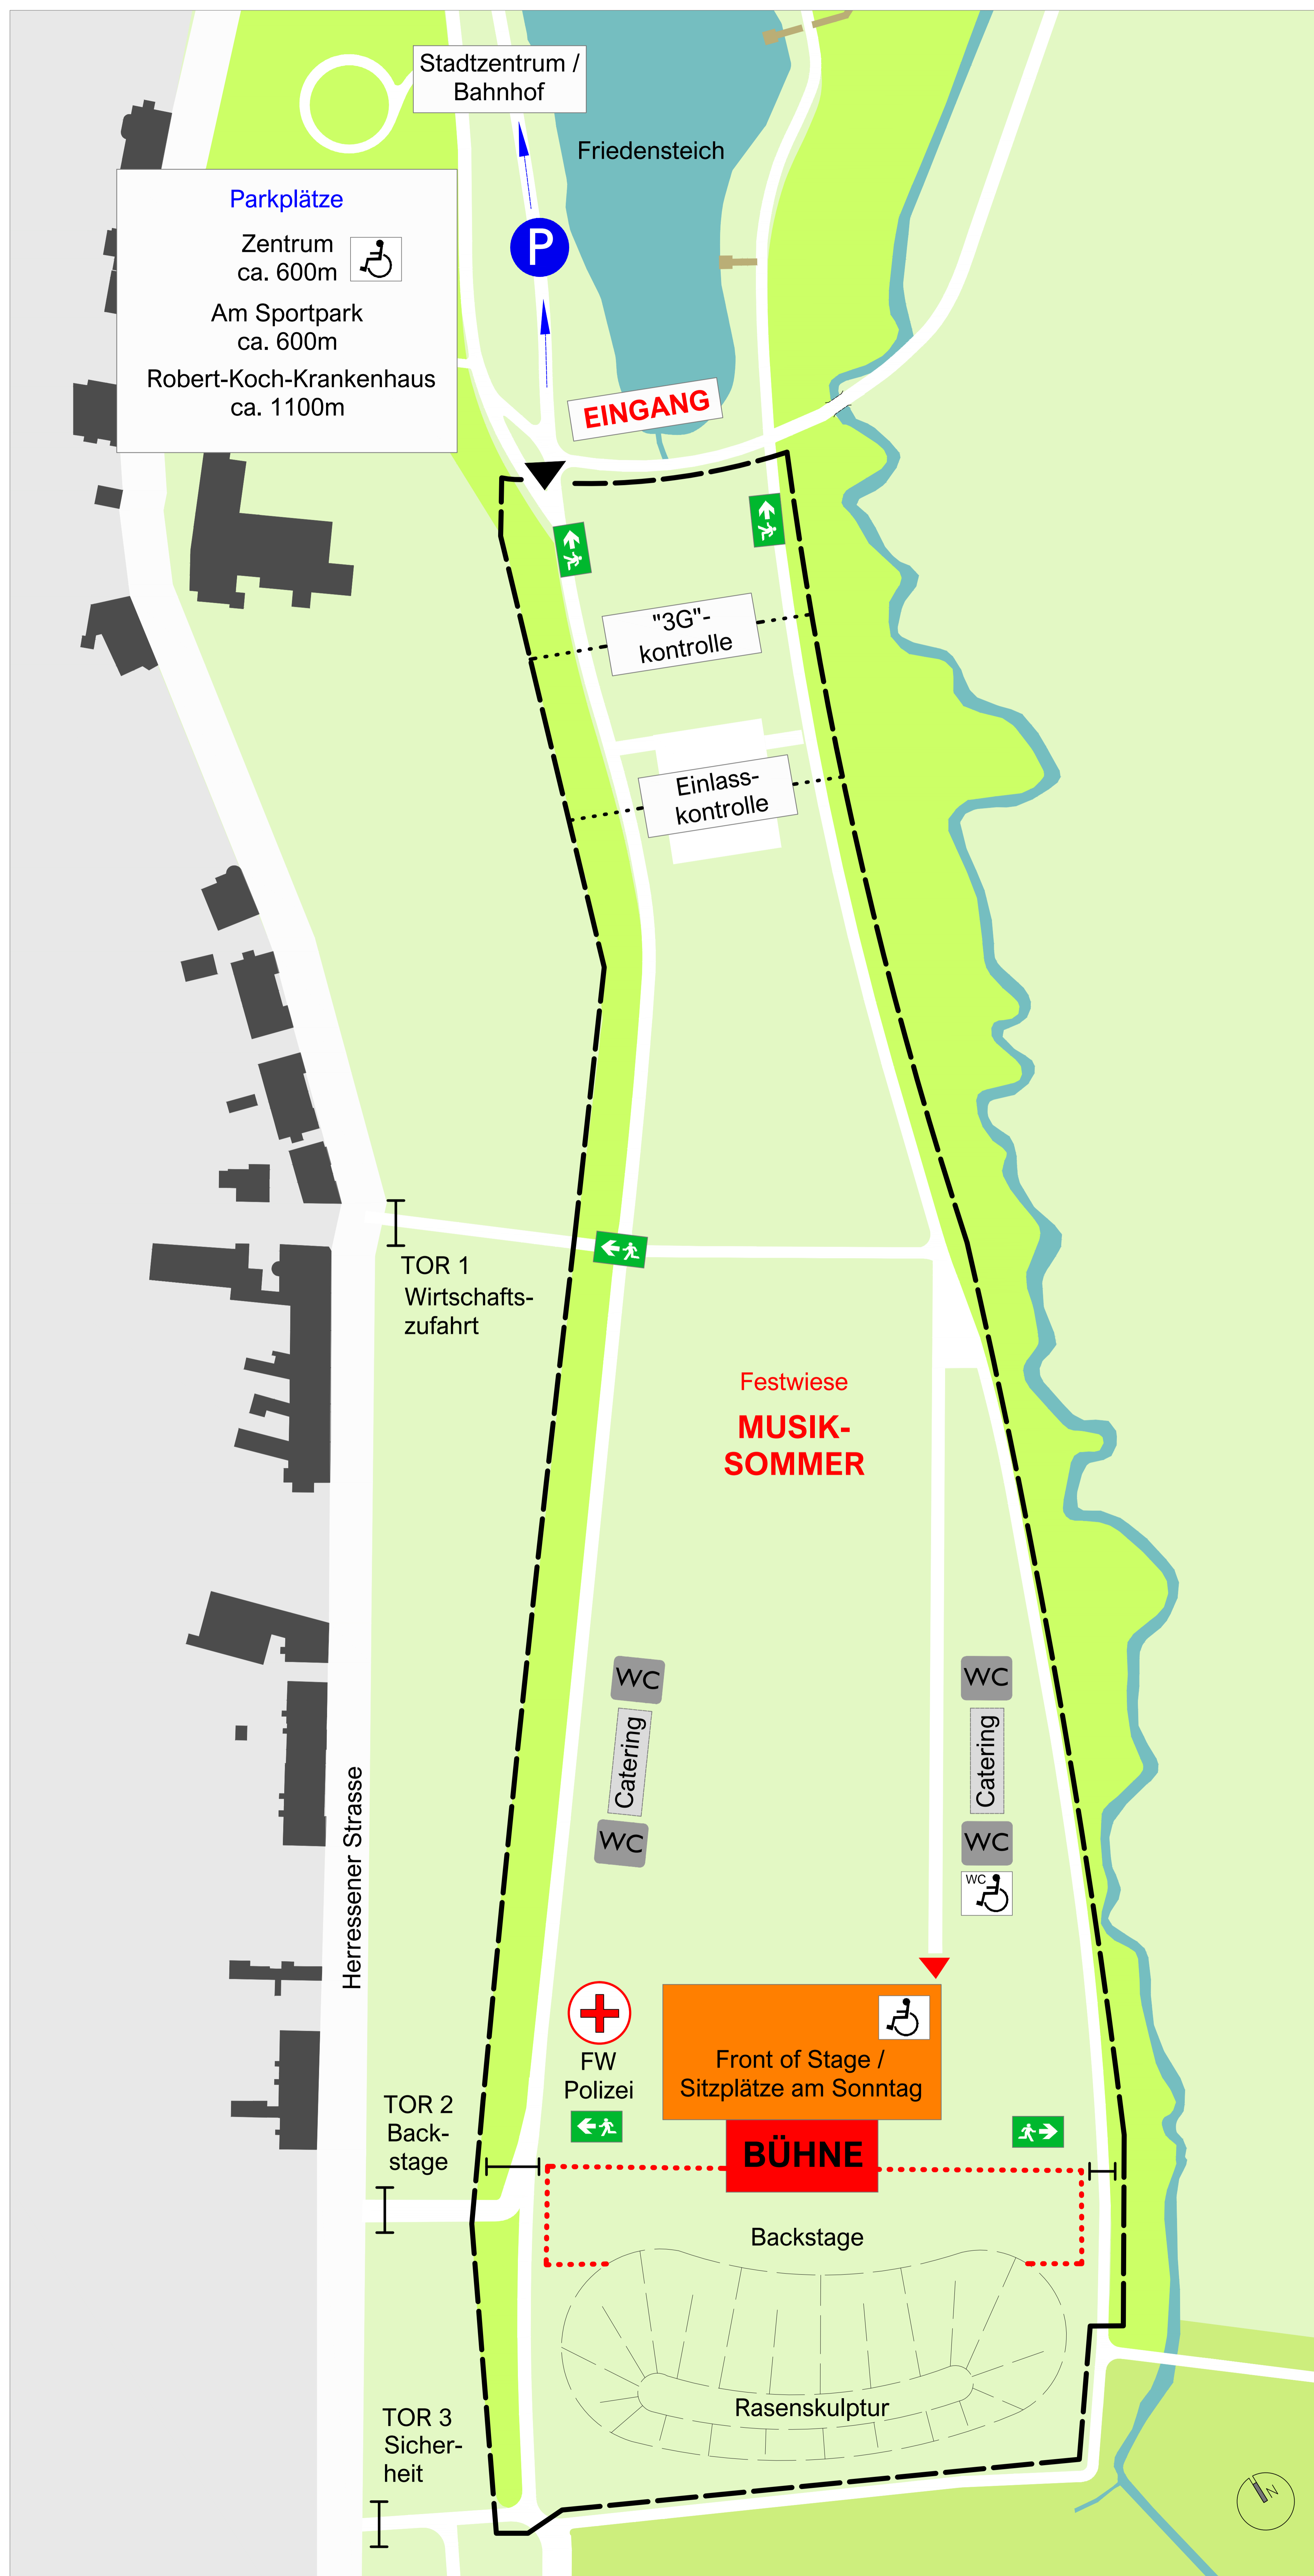 Stadtzentrum /
Bahnhof
Friedensteich
Parkplätze
Zentrum
ca. 600m
Am Sportpark
ca. 600m
Robert-Koch-Krankenhaus
ca. 1100m
P
EINGANG
"3G"-
kontrolle
Einlass-
kontrolle
TOR 1
Wirtschafts-
zufahrt
Festwiese
MUSIK-
SOMMER
WC
WC
Catering
Catering
WC
WC
WC
Herressener Strasse
FW
Polizei
Front of Stage /
Sitzplätze am Sonntag
TOR 2
Back-
stage
BÜHNE
Backstage
Rasenskulptur
TOR 3
Sicher-
heit
N